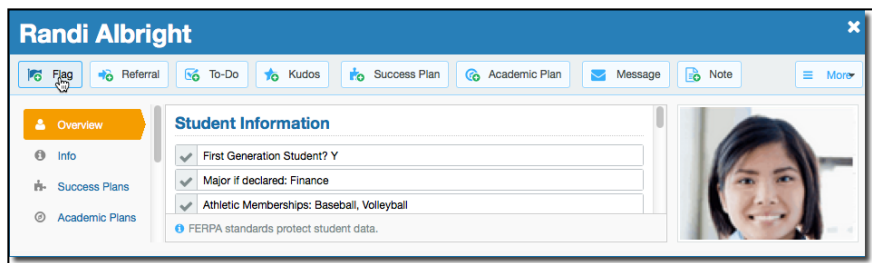 Randi Albright
Flag Referral To-Do Kudos Success Plan Academic Plan Message Note More
Overview
Info
Success Plans
Academic Plans
Student Information
First Generation Student? Y
Major if declared: Finance
Athletic Memberships: Baseball, Volleyball
FERPA standards protect student data.